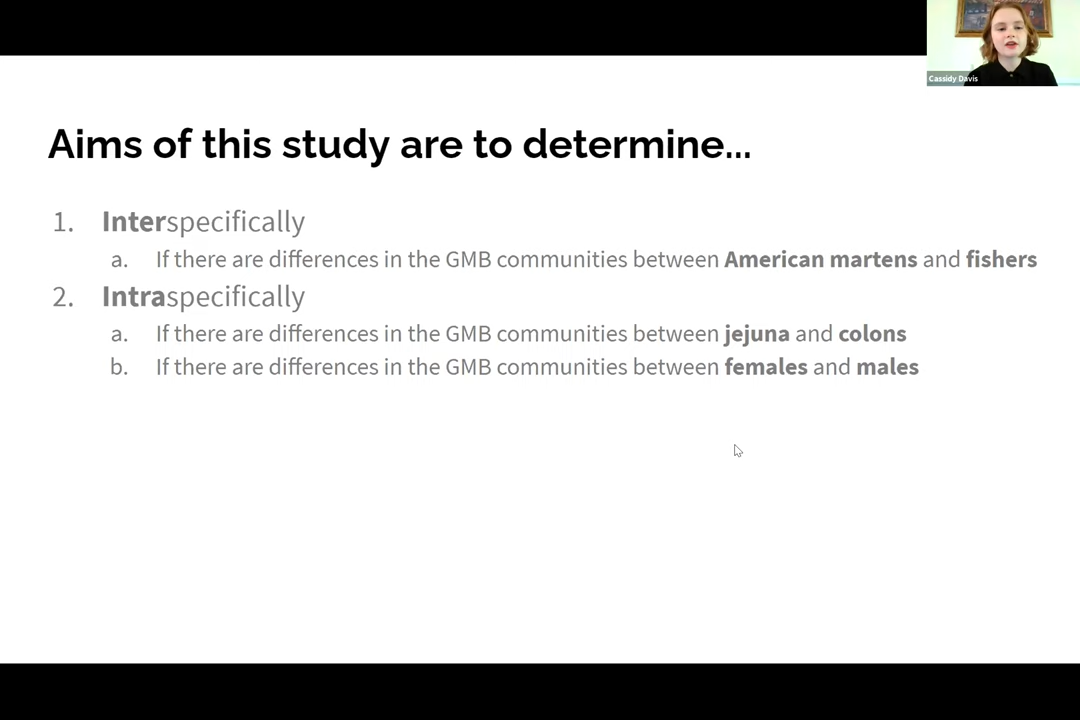 Cassidy Davis
Aims of this study are to determine...
1. Interspecifically
a. If there are differences in the GMB communities between American martens and fishers
2. Intraspecifically
a. If there are differences in the GMB communities between jejuna and colons
b. If there are differences in the GMB communities between females and males